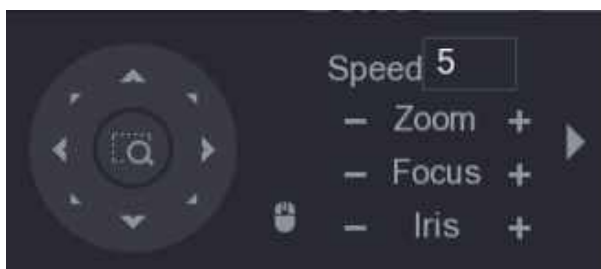 Speed 5
− Zoom +
− Focus +
− Iris +